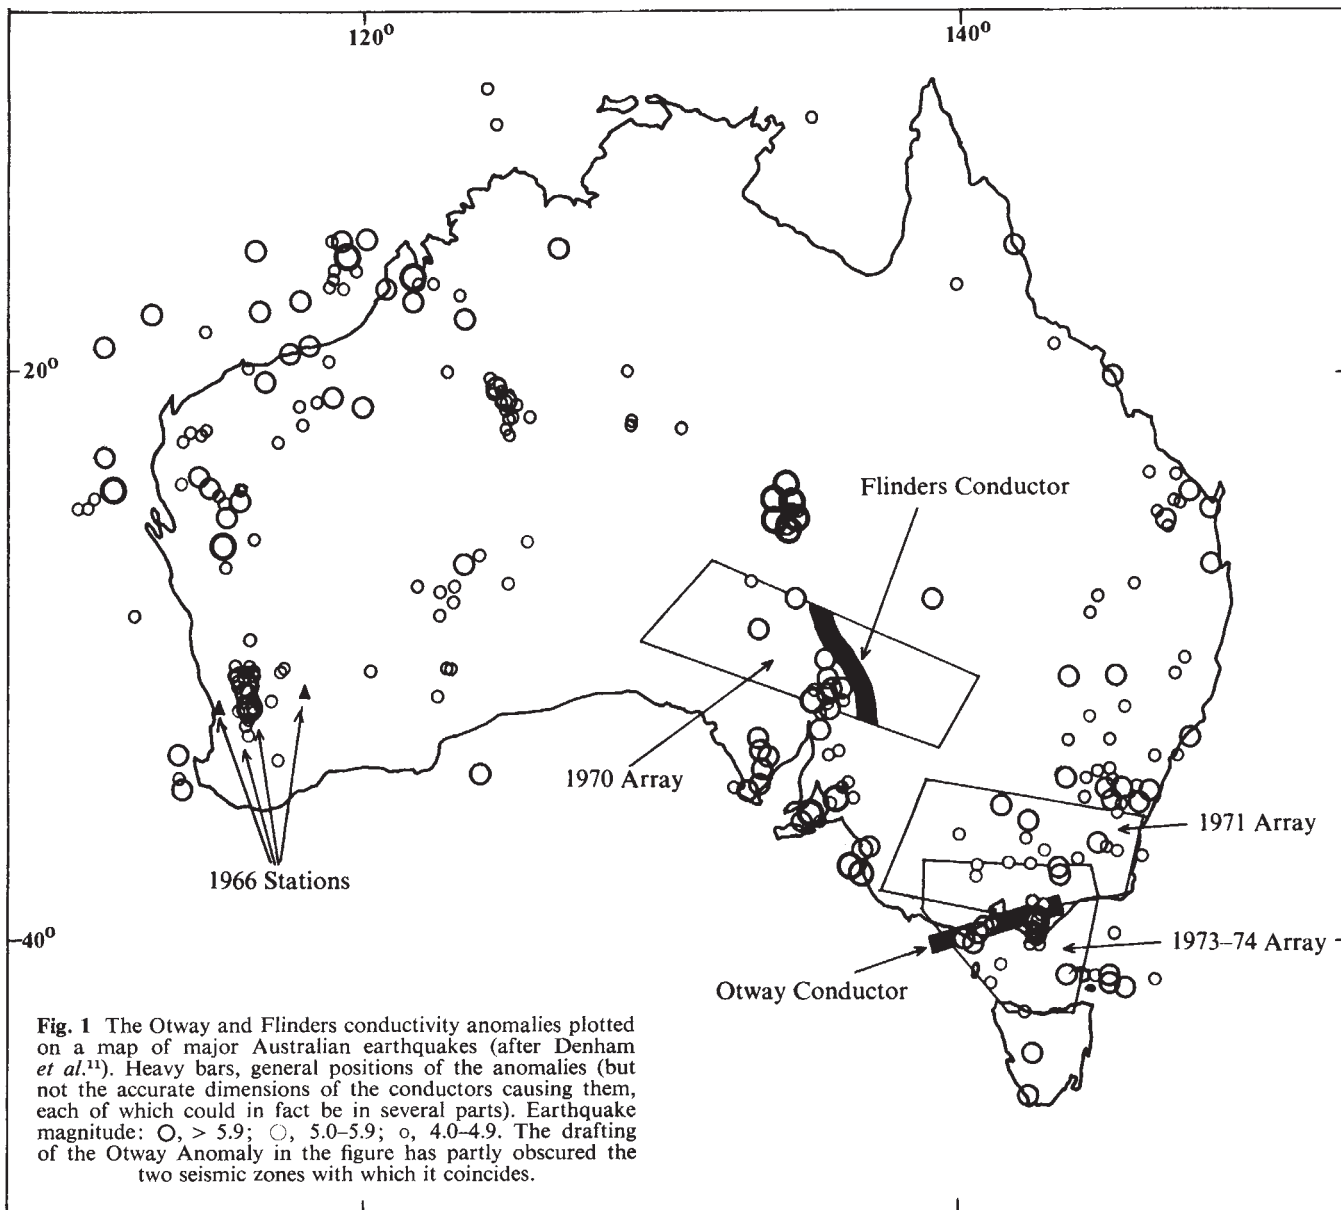 120º
140º
20º
Flinders Conductor
1970 Array
1971 Array
1966 Stations
40º
1973–74 Array
Otway Conductor
Fig. 1 The Otway and Flinders conductivity anomalies plotted
on a map of major Australian earthquakes (after Denham
et al.¹¹). Heavy bars, general positions of the anomalies (but
not the accurate dimensions of the conductors causing them,
each of which could in fact be in several parts). Earthquake
magnitude: O, > 5.9; O, 5.0–5.9; o, 4.0–4.9. The drafting
of the Otway Anomaly in the figure has partly obscured the
two seismic zones with which it coincides.